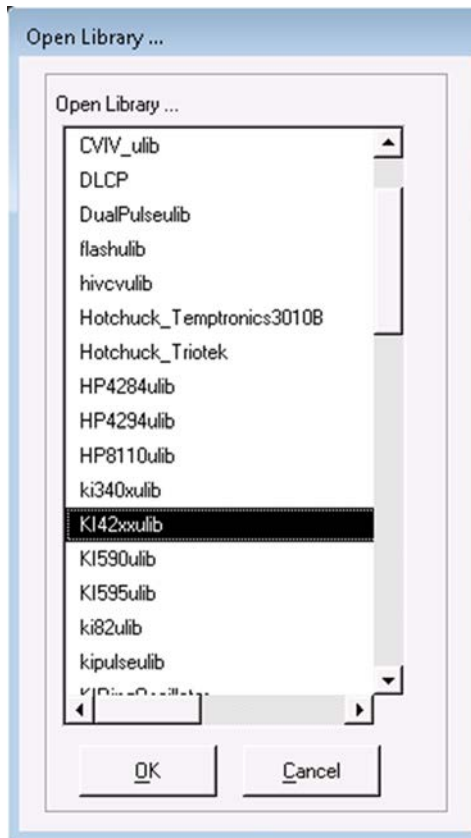 Open Library ...
Open Library ...
CVIV_ulib
DLCP
DualPulseulib
flashulib
hivcvulib
Hotchuck_Temptronics3010B
Hotchuck_Triotek
HP4284ulib
HP4294ulib
HP8110ulib
ki340xulib
KI42xxulib
KI590ulib
KI595ulib
ki82ulib
kipulseulib
OK
Cancel